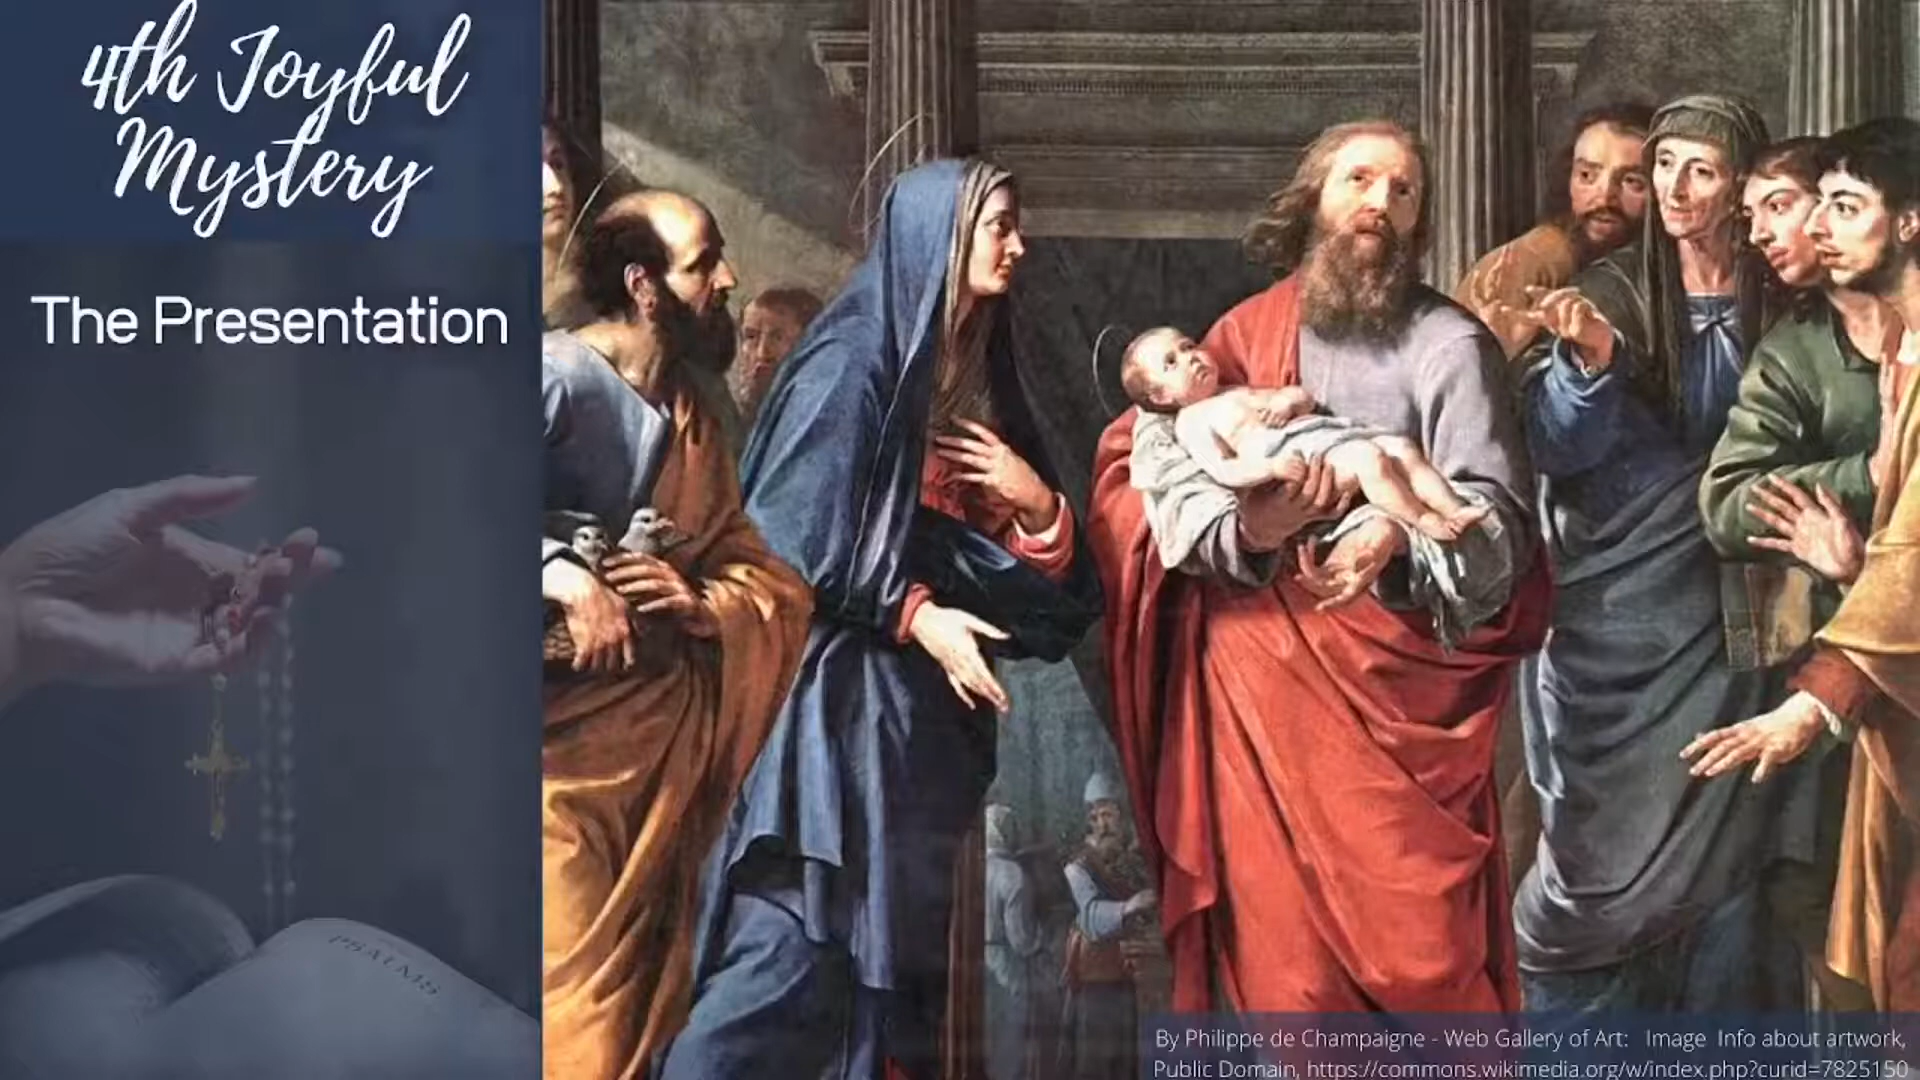 4th Joyful
Mystery
The Presentation
PSALMS
By Philippe de Champaigne - Web Gallery of Art: Image Info about artwork,
Public Domain, https://commons.wikimedia.org/w/index.php?curid=7825150